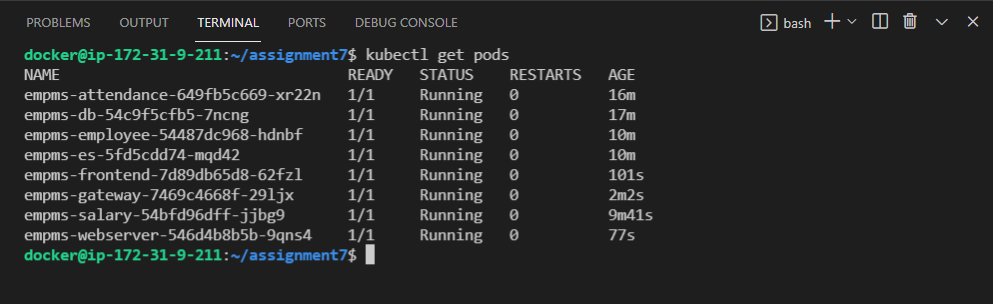 PROBLEMS OUTPUT TERMINAL PORTS DEBUG CONSOLE bash
docker@ip-172-31-9-211:~/assignment7$ kubectl get pods
NAME READY STATUS RESTARTS AGE
empms-attendance-649fb5c669-xr22n 1/1 Running 0 16m
empms-db-54c9f5cfb5-7ncng 1/1 Running 0 17m
empms-employee-54487dc968-hdnbf 1/1 Running 0 10m
empms-es-5fd5cdd74-mqd42 1/1 Running 0 10m
empms-frontend-7d89db65d8-62fzl 1/1 Running 0 101s
empms-gateway-7469c4668f-29ljx 1/1 Running 0 2m2s
empms-salary-54bfd96dff-jjbg9 1/1 Running 0 9m41s
empms-webserver-546d4b8b5b-9qns4 1/1 Running 0 77s
docker@ip-172-31-9-211:~/assignment7$